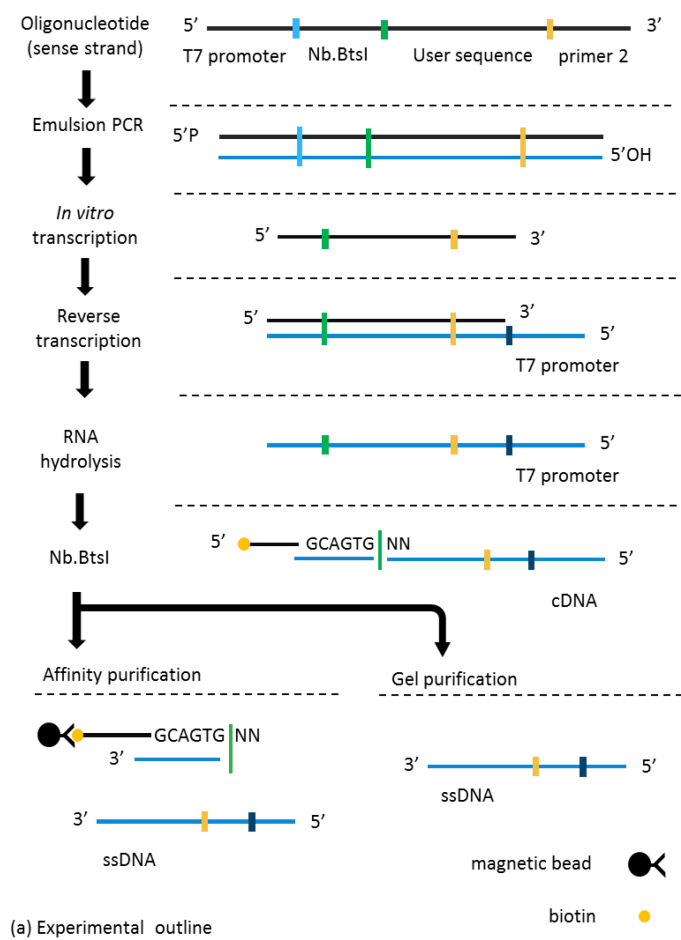 Oligonucleotide
(sense strand)
5’ 3’
T7 promoter Nb.BtsI User sequence primer 2
Emulsion PCR
5’P
5’OH
In vitro
transcription
5’ 3’
Reverse
transcription
5’ 3’
5’
T7 promoter
RNA
hydrolysis
5’
T7 promoter
Nb.BtsI
5’ GCAGTG NN
5’
cDNA
Affinity purification
Gel purification
GCAGTG NN
3’
3’ 5’
ssDNA
3’ 5’
ssDNA
magnetic bead
biotin
(a) Experimental outline